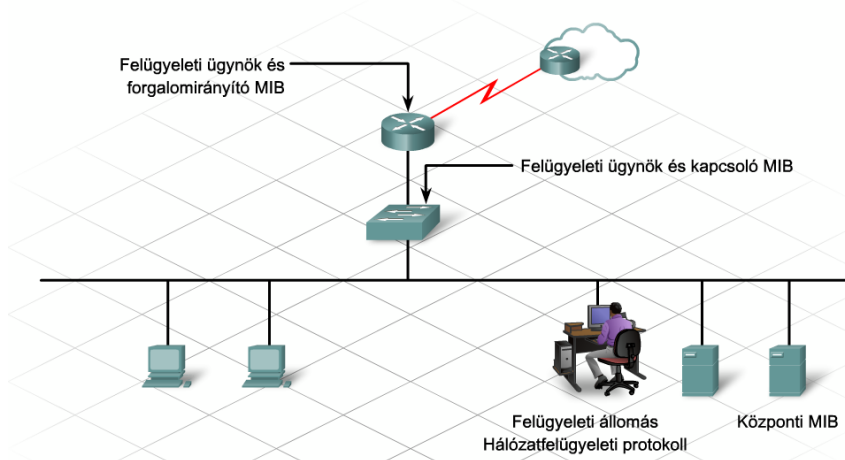 Felügyeleti ügynök és
forgalomirányító MIB
Felügyeleti ügynök és kapcsoló MIB
Felügyeleti állomás
Hálózatfelügyeleti protokoll
Központi MIB